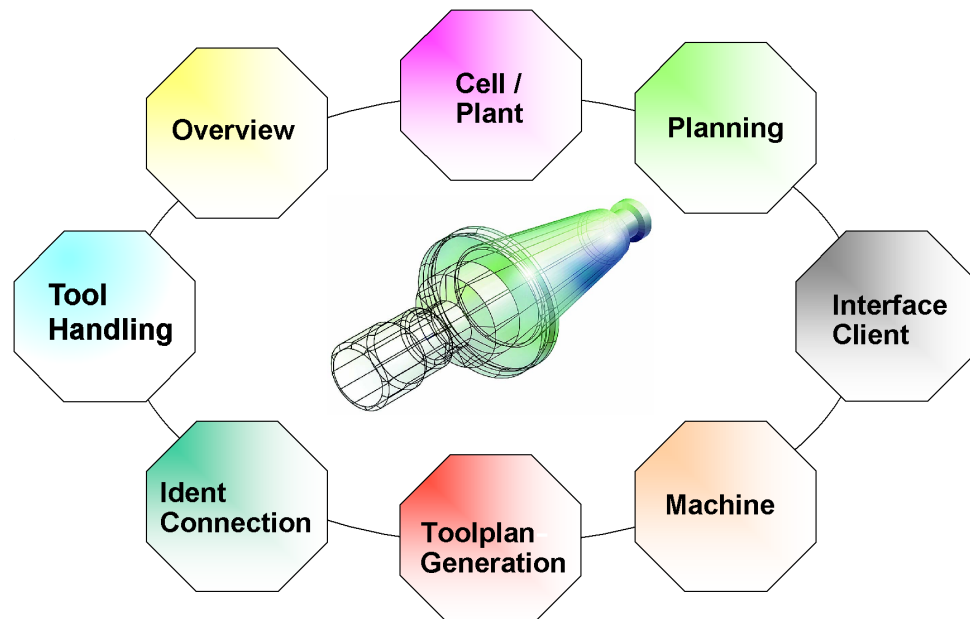 Cell /
Plant
Overview
Planning
Tool
Handling
Interface
Client
Ident
Connection
Toolplan-
Generation
Machine